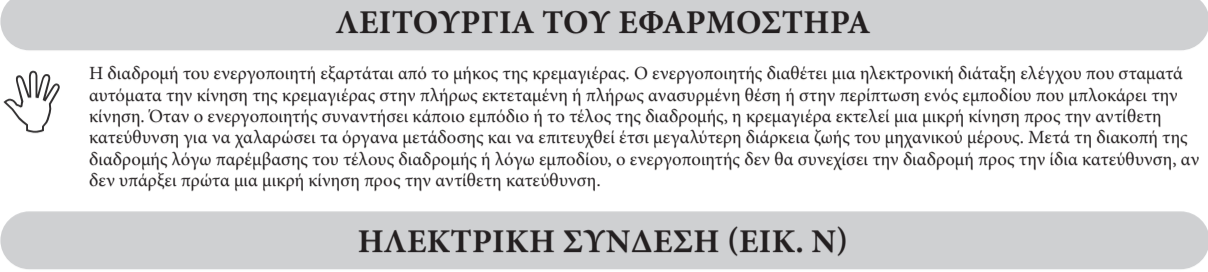 ΛΕΙΤΟΥΡΓΙΑ ΤΟΥ ΕΦΑΡΜΟΣΤΗΡΑ
Η διαδρομή του ενεργοποιητή εξαρτάται από το μήκος της κρεμαγιέρας. Ο ενεργοποιητής διαθέτει μια ηλεκτρονική διάταξη ελέγχου που σταματά
αυτόματα την κίνηση της κρεμαγιέρας στην πλήρως εκτεταμένη ή πλήρως ανασυρμένη θέση ή στην περίπτωση ενός εμποδίου που μπλοκάρει την
κίνηση. Όταν ο ενεργοποιητής συναντήσει κάποιο εμπόδιο ή το τέλος της διαδρομής, η κρεμαγιέρα εκτελεί μια μικρή κίνηση προς την αντίθετη
κατεύθυνση για να χαλαρώσει τα όργανα μετάδοσης και να επιτευχθεί έτσι μεγαλύτερη διάρκεια ζωής του μηχανικού μέρους. Μετά τη διακοπή της
διαδρομής λόγω παρέμβασης του τέλους διαδρομής ή λόγω εμποδίου, ο ενεργοποιητής δεν θα συνεχίσει την διαδρομή προς την ίδια κατεύθυνση, αν
δεν υπάρξει πρώτα μια μικρή κίνηση προς την αντίθετη κατεύθυνση.
ΗΛΕΚΤΡΙΚΗ ΣΥΝΔΕΣΗ (ΕΙΚ. Ν)